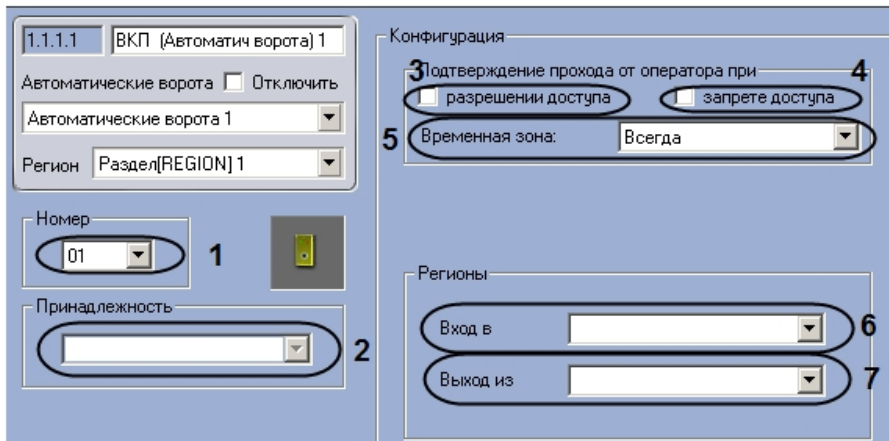 1.1.1.1 ВКП (Автоматич ворота) 1
Автоматические ворота Отключить
Автоматические ворота 1
Регион Раздел[REGION] 1
Номер
01 1
Принадлежность
2
Конфигурация
3 Подтверждение прохода от оператора при 4
разрешении доступа запрете доступа
5 Временная зона: Всегда
Регионы
Вход в 6
Выход из 7